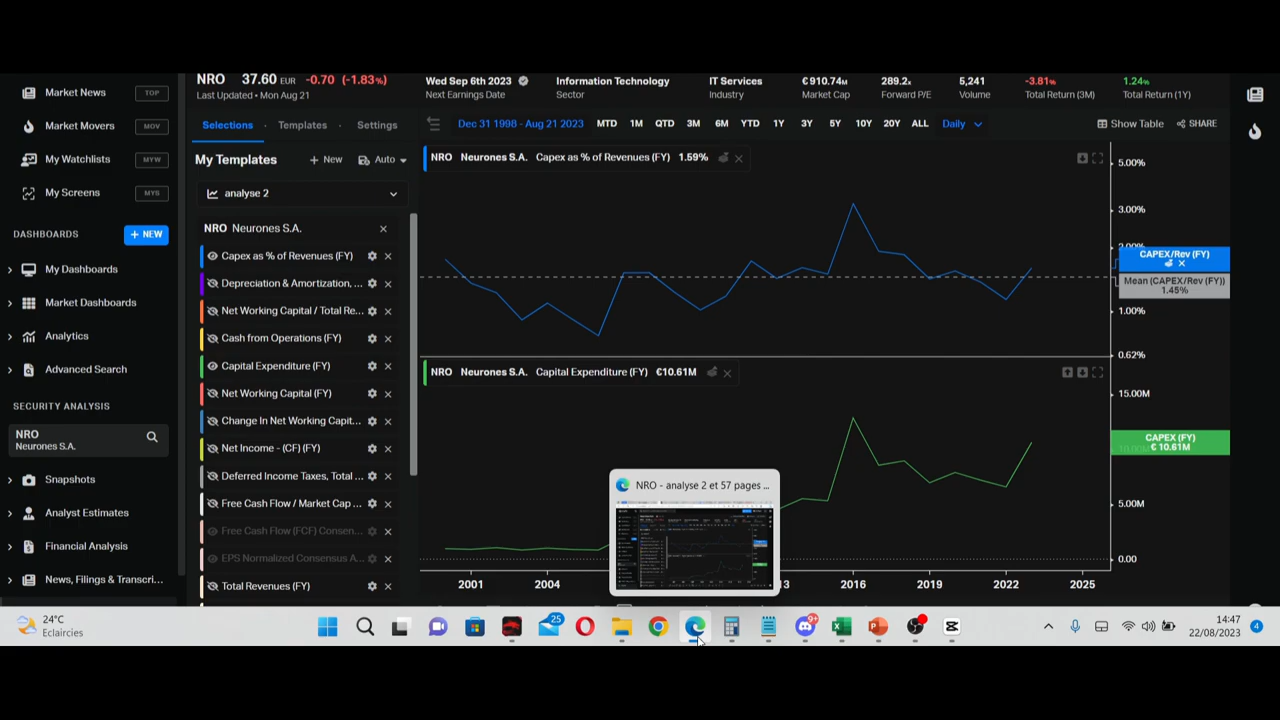 Market News TOP
Market Movers MOV
My Watchlists MYW
My Screens MYS
DASHBOARDS + NEW
My Dashboards
Market Dashboards
Analytics
Advanced Search
SECURITY ANALYSIS
NRO
Neurones S.A.
Snapshots
Analyst Estimates
Financial Analysis
News, Filings & Transcri...
NRO 37.60 EUR -0.70 (-1.83%)
Last Updated • Mon Aug 21
Wed Sep 6th 2023
Next Earnings Date
Information Technology
Sector
IT Services
Industry
€910.74M
Market Cap
289.2x
Forward P/E
5,241
Volume
-3.81%
Total Return (3M)
1.24%
Total Return (1Y)
Selections · Templates · Settings
Dec 31 1998 - Aug 21 2023 MTD 1M QTD 3M 6M YTD 1Y 3Y 5Y 10Y 20Y ALL Daily
Show Table SHARE
My Templates + New Auto
analyse 2
NRO Neurones S.A.
Capex as % of Revenues (FY)
Depreciation & Amortization, ...
Net Working Capital / Total Re...
Cash from Operations (FY)
Capital Expenditure (FY)
Net Working Capital (FY)
Change In Net Working Capit...
Net Income - (CF) (FY)
Deferred Income Taxes, Total ...
Free Cash Flow / Market Cap ...
Free Cash Flow (FCF) Consen...
EPS Normalized Consensus A...
Total Revenues (FY)
NRO Neurones S.A. Capex as % of Revenues (FY) 1.59%
5.00%
3.00%
2.00%
CAPEX/Rev (FY)
Mean (CAPEX/Rev (FY))
1.45%
1.00%
0.62%
NRO Neurones S.A. Capital Expenditure (FY) €10.61M
15.00M
CAPEX (FY)
€ 10.61M
5.00M
0.00
NRO - analyse 2 et 57 pages ...
2001 2004 13 2016 2019 2022 2025
24°C
Eclaircies
25
9+
14:47
22/08/2023
4